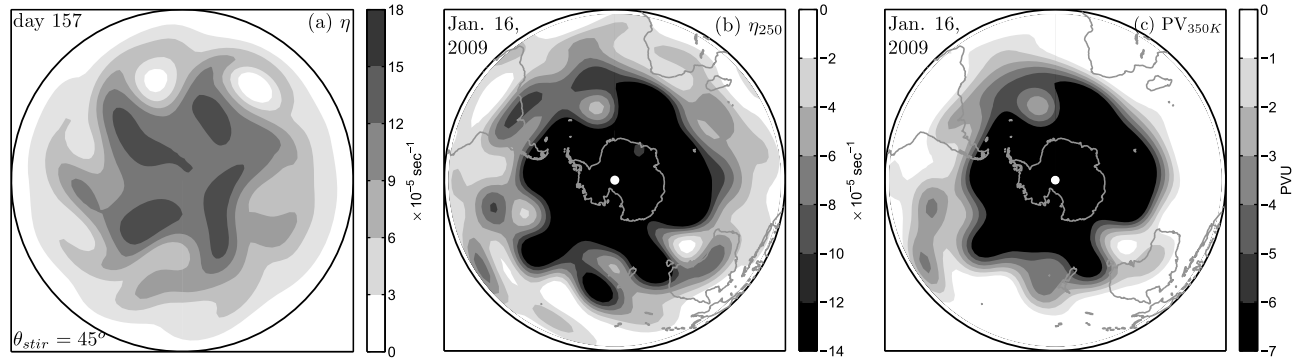 day 157
(a) η
θstir = 45°
18
15
12
9
6
3
0
× 10⁻⁵ sec⁻¹
Jan. 16,
2009
(b) η250
0
−2
−4
−6
−8
−10
−12
−14
× 10⁻⁵ sec⁻¹
Jan. 16,
2009
(c) PV350K
0
−1
−2
−3
−4
−5
−6
−7
PVU